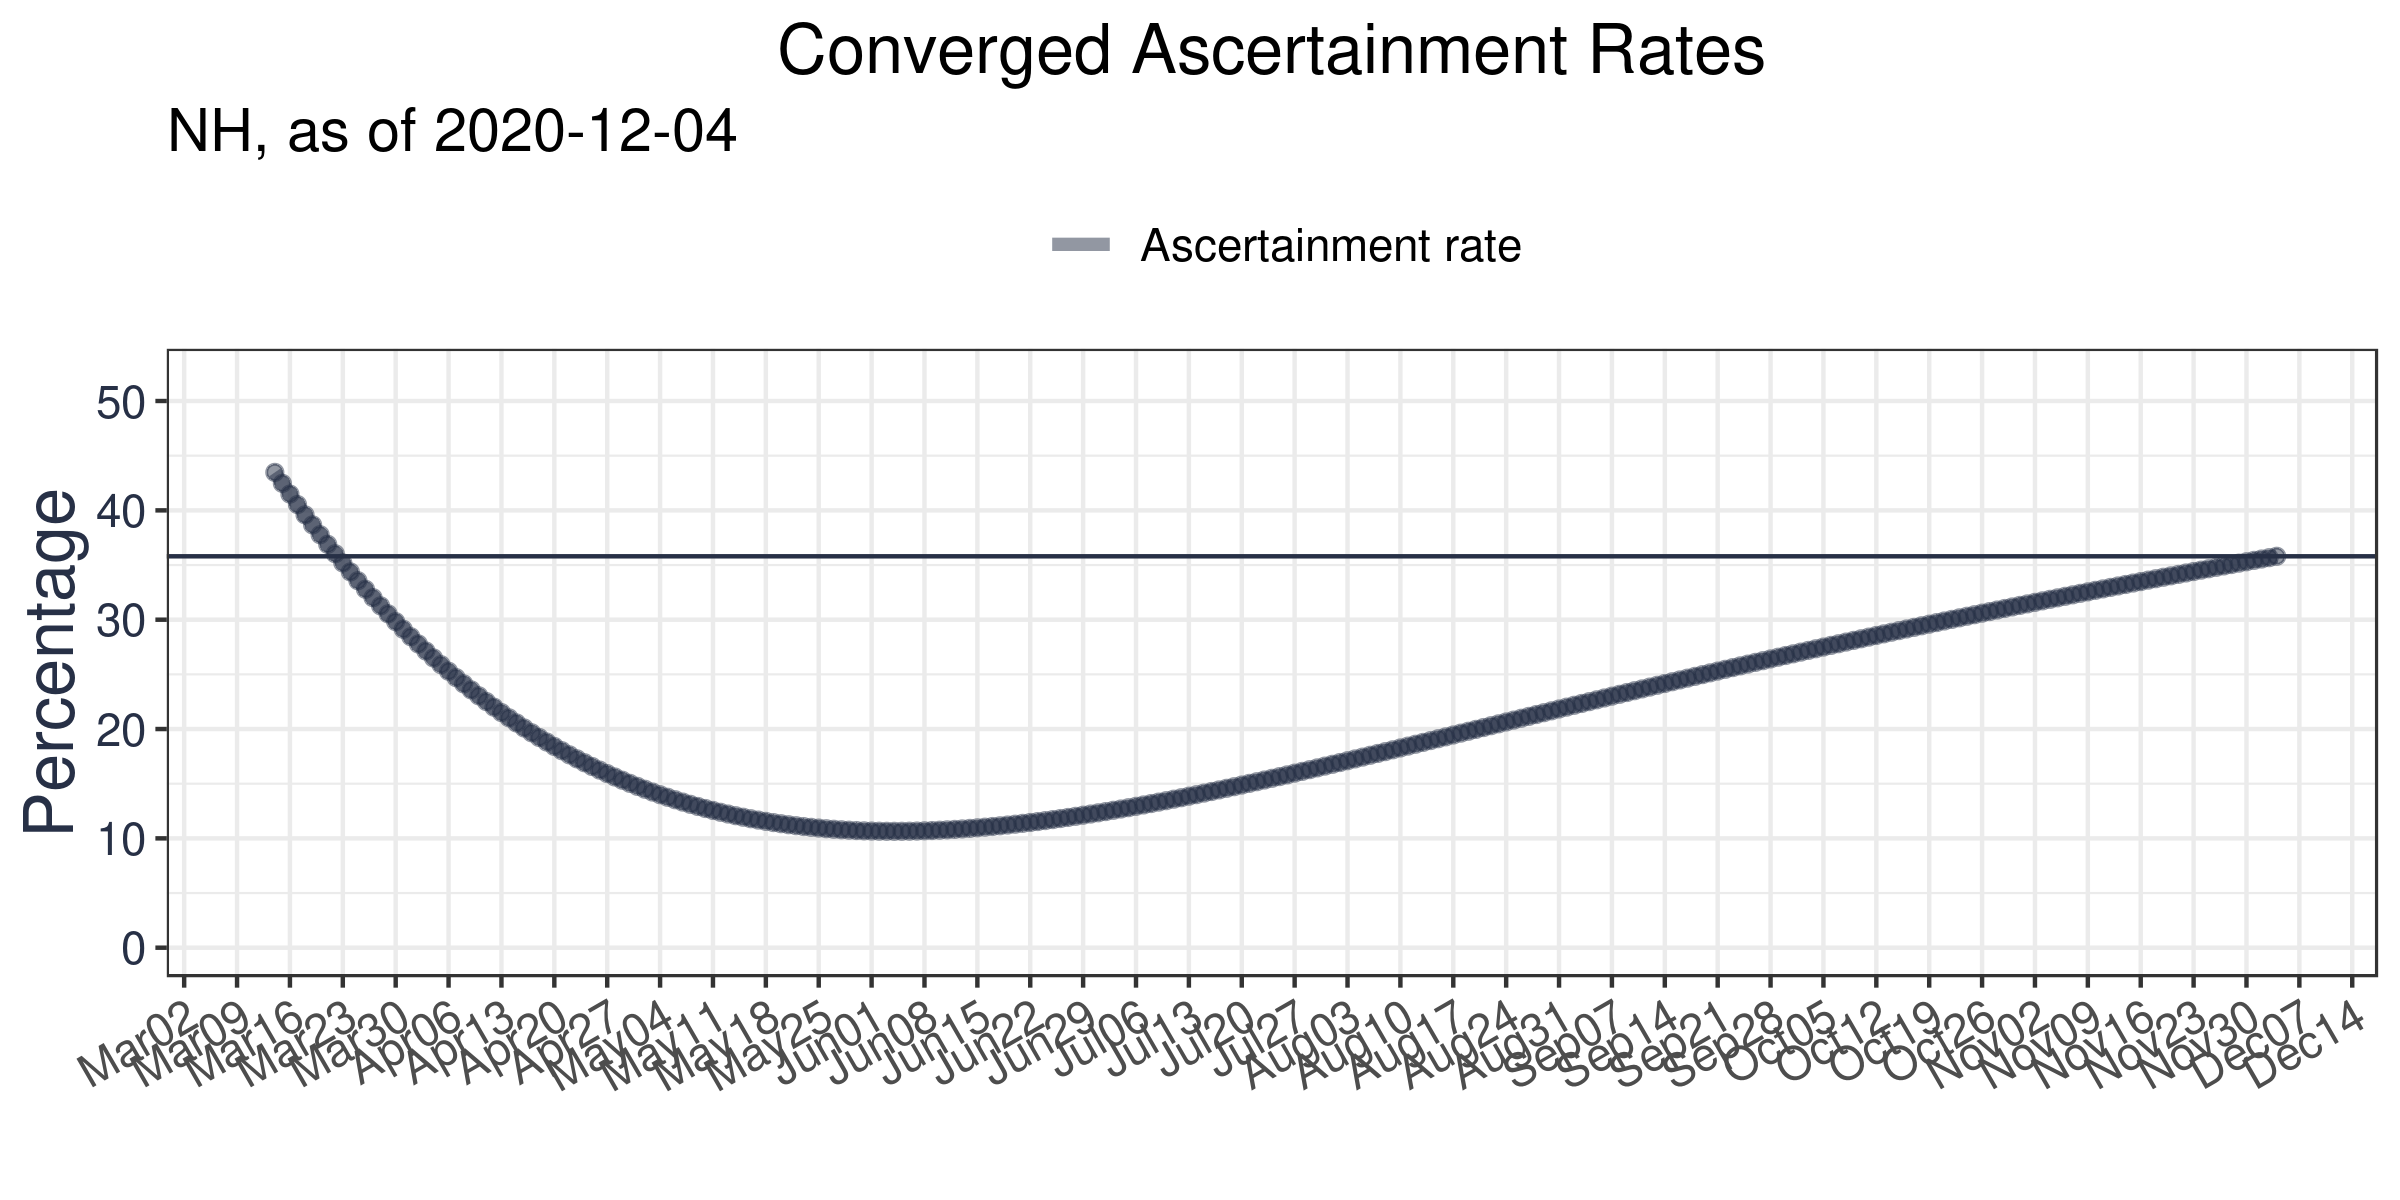 Converged Ascertainment Rates
NH, as of 2020-12-04
Ascertainment rate
Percentage
50
40
30
20
10
0
Mar02
Mar09
Mar16
Mar23
Mar30
Apr06
Apr13
Apr20
Apr27
May04
May11
May18
May25
Jun01
Jun08
Jun15
Jun22
Jun29
Jul06
Jul13
Jul20
Jul27
Aug03
Aug10
Aug17
Aug24
Aug31
Sep07
Sep14
Sep21
Sep28
Oct05
Oct12
Oct19
Oct26
Nov02
Nov09
Nov16
Nov23
Nov30
Dec07
Dec14